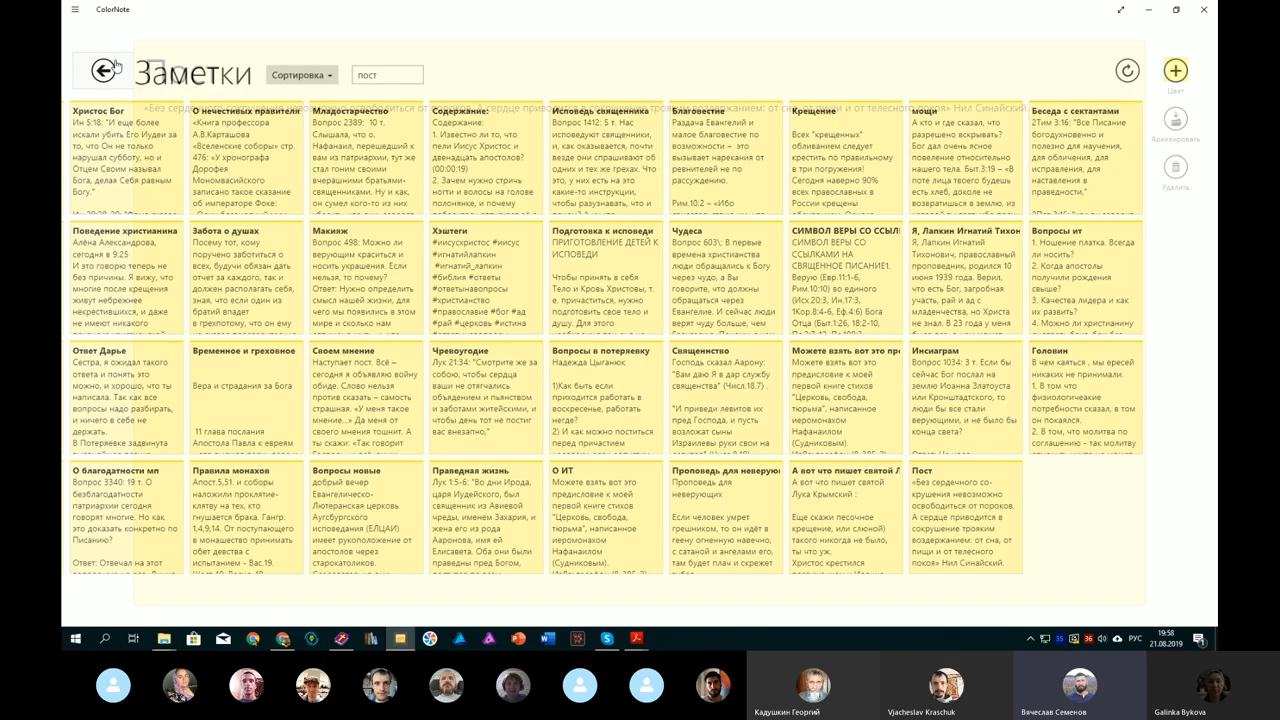 ColorNote
Заметки
Сортировка
пост
Цвет
Архивировать
Удалить
«Без сердечного сокрушения невозможно освободиться от пороков. А сердце приводится в сокрушение трояким воздержанием: от сна, от пищи и от телесного покоя» Нил Синайский.
Христос Бог
Ин 5:18: "И еще более
искали убить Его Иудеи за
то, что Он не только
нарушал субботу, но и
Отцем Своим называл
Бога, делая Себя равным
Богу."
О нечестивых правителя
«Книга профессора
А.В.Карташова
«Вселенские соборы» стр.
476: «У хронографа
Дорофея
Мономвасийского
записано такое сказание
об императоре Фоке:
Младостарчество
Вопрос 2389: 10 т.
Слышала, что о.
Нафанаил, перешедший к
вам из патриархии, тут же
стал гоним своими
вчерашними братьями-
священниками. Ну и как,
он сумел кого-то из них
Содержание:
Содержание:
1. Известно ли то, что
пели Иисус Христос и
двенадцать апостолов?
(00:00:19)
2. Зачем нужно стричь
ногти и волосы на голове
полонянке, и почему
Исповедь священника
Вопрос 1412: 5 т. Нас
исповедуют священники,
и, как оказывается, почти
везде они спрашивают об
одних и тех же грехах. Что
это, у них есть на это
какие-то инструкции,
чтобы разузнавать, что и
Благовестие
Раздача Евангелий и
малое благовестие по
возможности – это
вызывает нарекания от
ревнителей не по
рассуждению.
Рим.10:2 – «Ибо
Крещение
Всех "крещенных"
обливанием следует
крестить по правильному
в три погружения!
Сегодня наверно 90%
всех православных в
России крещены
мощи
А кто и где сказал, что
разрешено вскрывать?
Бог дал очень ясное
повеление относительно
нашего тела. Быт.3:19 – «В
поте лица твоего будешь
есть хлеб, доколе не
возвратишься в землю, из
Беседа с сектантами
2Тим 3:16: "Все Писание
богодухновенно и
полезно для научения,
для обличения, для
исправления, для
наставления в
праведности,"
Поведение христианина
Алёна Александрова,
сегодня в 9:25
И это говорю теперь не
без причины. Я вижу, что
многие после крещения
живут небрежнее
некрестившихся, и даже
не имеют никакого
Забота о душах
Посему тот, кому
поручено заботиться о
всех, будучи обязан дать
отчет за каждого, так и
должен располагать себя,
зная, что если один из
братий впадет
в грехпотому, что он ему
Макияж
Вопрос 498: Можно ли
верующим краситься и
носить украшения. Если
нельзя, то почему?
Ответ: Нужно определить
смысл нашей жизни, для
чего мы появились в этом
мире и сколько нам
Хэштеги
#иисусхристос #иисус
#игнатийлапкин
#игнатий_лапкин
#библия #ответы
#ответынавопросы
#христианство
#православие #бог #ад
#рай #церковь #истина
Подготовка к исповеди
ПРИГОТОВЛЕНИЕ ДЕТЕЙ К
ИСПОВЕДИ
Чтобы принять в себя
Тело и Кровь Христовы, т.
е. причаститься, нужно
подготовить свое тело и
душу. Для этого
Чудеса
Вопрос 603\; В первые
времена христианства
люди обращались к Богу
через чудо, а Вы
говорите, что должны
обращаться через
Евангелие. И сейчас люди
верят чуду больше, чем
СИМВОЛ ВЕРЫ СО ССЫЛ
СИМВОЛ ВЕРЫ СО
ССЫЛКАМИ НА
СВЯЩЕННОЕ ПИСАНИЕ1.
Верую (Евр.11:1-6,
Рим.10:10) во единого
(Исх.20:3, Ин.17:3,
1Кор.8:4-6, Еф.4:6) Бога
Отца (Быт.1:26, 18:2-10,
Я, Лапкин Игнатий Тихон
Я, Лапкин Игнатий
Тихонович, православный
проповедник, родился 10
июня 1939 года. Верил,
что есть Бог, загробная
участь, рай и ад с
младенчества, но Христа
не знал. В 23 года у меня
Вопросы ит
1. Ношение платка. Всегда
ли носить?
2. Когда апостолы
получили рождения
свыше?
3. Качества лидера и как
их развить?
4. Можно ли христианину
Ответ Дарье
Сестра, я ожидал такого
ответа и понять это
можно, и хорошо, что ты
написала. Так как все
вопросы надо разбирать,
и ничего в себе не
держать.
В Потеряевке задвинута
Временное и греховное
Вера и страдания за Бога
11 глава послания
Апостола Павла к евреям
Своем мнение
Наступает пост. Всё –
сегодня я объявляю войну
обиде. Слово нельзя
против сказать – самость
страшная. «У меня такое
мнение…» Да меня от
своего мнения тошнит. А
ты скажи: «Так говорит
Чревоугодие
Лук 21:34: "Смотрите же за
собою, чтобы сердца
ваши не отягчались
объядением и пьянством
и заботами житейскими, и
чтобы день тот не постиг
вас внезапно,"
Вопросы в потеряевку
Надежда Цыганюк
1)Как быть если
приходится работать в
воскресенье, работать
негде?
2) И как можно поститься
перед причастием
Священство
Господь сказал Аарону:
"Вам даю Я в дар службу
священства" (Числ.18,7) .
"И приведи левитов их
пред Господа, и пусть
возложат сыны
Израилевы руки свои на
Можете взять вот это пре
Можете взять вот это
предисловие к моей
первой книге стихов
"Церковь, свобода,
тюрьма", написанное
иеромонахом
Нафанаилом
(Судниковым).
Инсиаграм
Вопрос 1034: 3 т. Если бы
сейчас Бог послал на
землю Иоанна Златоуста
или Кронштадтского, то
люди бы все стали
верующими, и не было бы
конца света?
Головин
В чем каяться , мы ересей
никаких не принимали.
1. В том что
физиологичеакие
потребности сказал, в том
он покаялся.
2. В том, что молитва по
соглашению - так молитву
О благодатности мп
Вопрос 3340: 19 т. О
безблагодатности
патриархии сегодня
говорят многие. Но как
это доказать конкретно по
Писанию?
Ответ: Отвечал на этот
Правила монахов
Апост.5,51. и соборы
наложили проклятие-
клятву на тех, кто
гнушается брака. Гангр.
1,4,9,14. От поступающего
в монашество принимать
обет девства с
испытанием - Вас.19.
Вопросы новые
добрый вечер
Евангелическо-
Лютеранская церковь
Аугсбургского
исповедания (ЕЛЦАИ)
имеет рукоположение от
апостолов через
старокатоликов.
Праведная жизнь
Лук 1:5-6: "Во дни Ирода,
царя Иудейского, был
священник из Авиевой
чреды, именем Захария, и
жена его из рода
Ааронова, имя ей
Елисавета. Оба они были
праведны пред Богом,
О ИТ
Можете взять вот это
предисловие к моей
первой книге стихов
"Церковь, свобода,
тюрьма", написанное
иеромонахом
Нафанаилом
(Судниковым).
Проповедь для неверую
Проповедь для
неверующих
Если человек умрет
грешником, то он идёт в
геену огненную навечно,
с сатаной и ангелами его,
там будет плач и скрежет
А вот что пишет святой Л
А вот что пишет святой
Лука Крымский :
Еще скажи песочное
крещение, или слюной)
такого никогда не было,
ты что уж.
Христос крестился
Пост
«Без сердечного со-
крушения невозможно
освободиться от пороков.
А сердце приводится в
сокрушение трояким
воздержанием: от сна, от
пищи и от телесного
покоя» Нил Синайский.
РУС
19:58
21.08.2019
Кадушкин Георгий
Vjacheslav Kraschuk
Вячеслав Семенов
Galinka Bykova